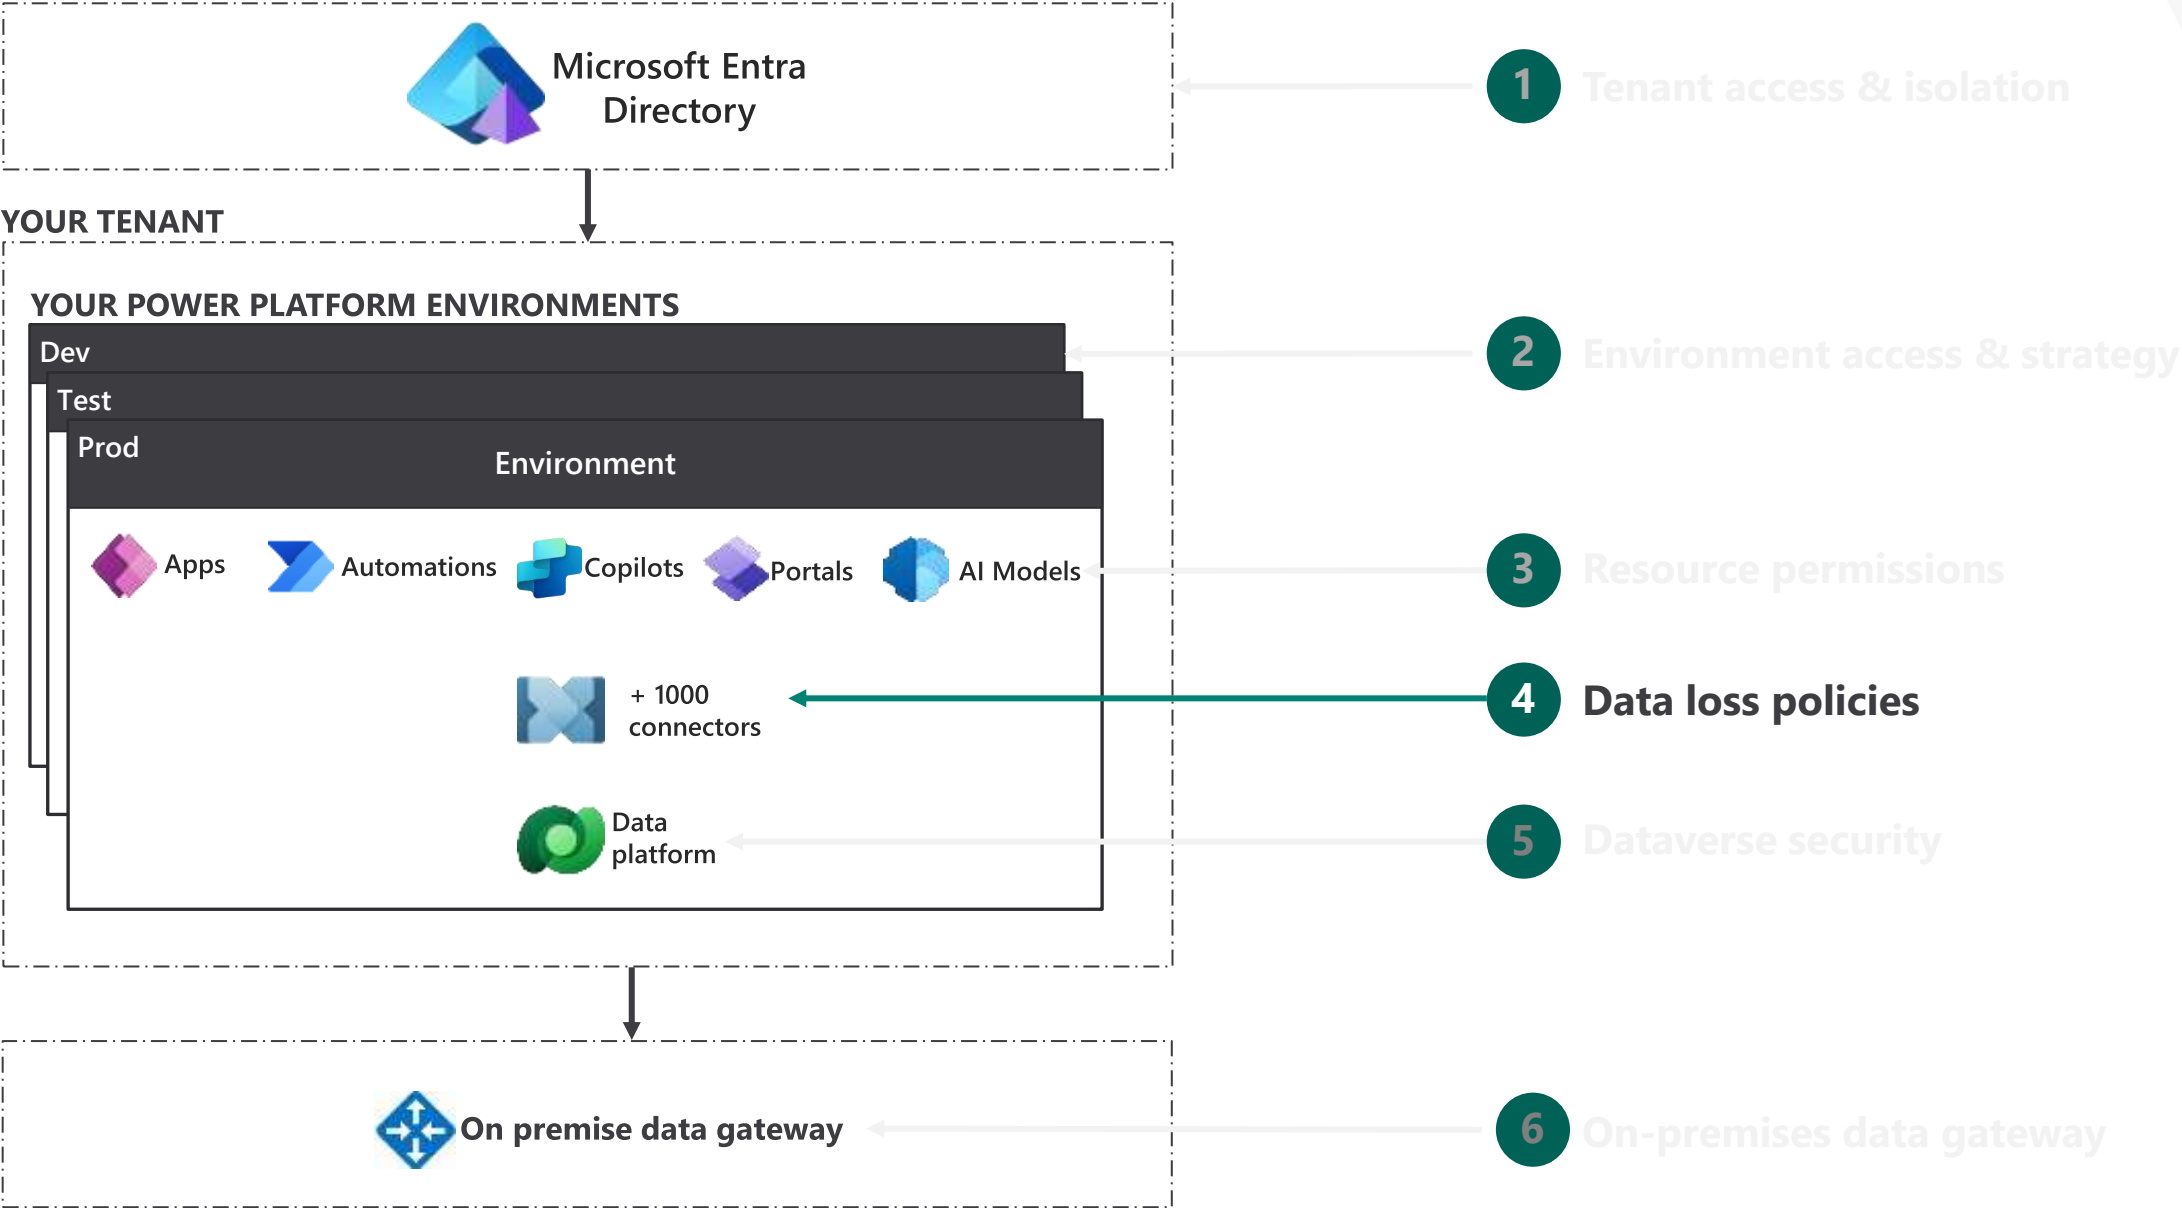 Microsoft Entra
Directory
1
Tenant access & isolation
YOUR TENANT
YOUR POWER PLATFORM ENVIRONMENTS
Dev
2
Environment access & strategy
Test
Prod
Environment
Apps
Automations
Copilots
Portals
AI Models
3
Resource permissions
+ 1000
connectors
4
Data loss policies
Data
platform
5
Dataverse security
On premise data gateway
6
On-premises data gateway